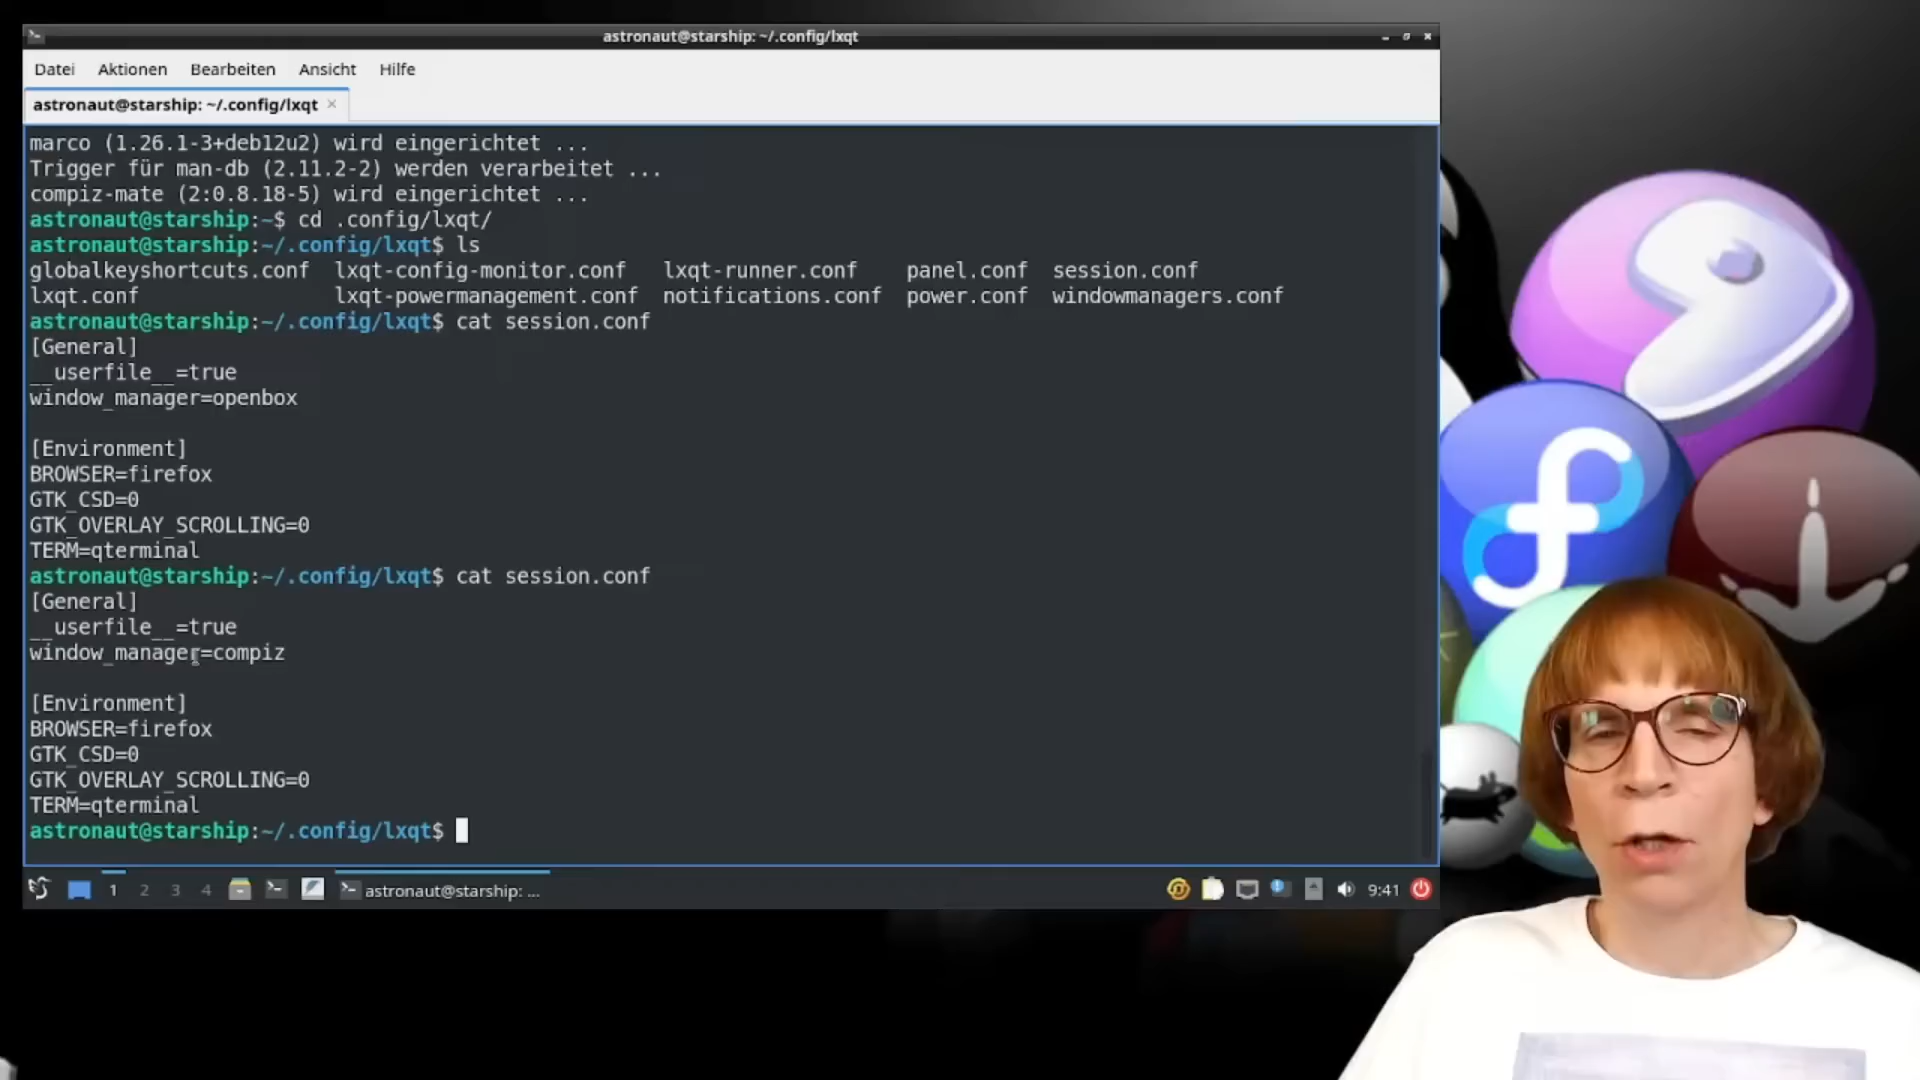 astronaut@starship: ~/.config/lxqt
Datei Aktionen Bearbeiten Ansicht Hilfe
astronaut@starship: ~/.config/lxqt
marco (1.26.1-3+deb12u2) wird eingerichtet ...
Trigger für man-db (2.11.2-2) werden verarbeitet ...
compiz-mate (2:0.8.18-5) wird eingerichtet ...
astronaut@starship:~$ cd .config/lxqt/
astronaut@starship:~/.config/lxqt$ ls
globalkeyshortcuts.conf lxqt-config-monitor.conf lxqt-runner.conf panel.conf session.conf
lxqt.conf lxqt-powermanagement.conf notifications.conf power.conf windowmanagers.conf
astronaut@starship:~/.config/lxqt$ cat session.conf
[General]
__userfile__=true
window_manager=openbox
[Environment]
BROWSER=firefox
GTK_CSD=0
GTK_OVERLAY_SCROLLING=0
TERM=qterminal
astronaut@starship:~/.config/lxqt$ cat session.conf
[General]
__userfile__=true
window_manager=compiz
[Environment]
BROWSER=firefox
GTK_CSD=0
GTK_OVERLAY_SCROLLING=0
TERM=qterminal
astronaut@starship:~/.config/lxqt$
1 2 3 4 astronaut@starship: ... 9:41